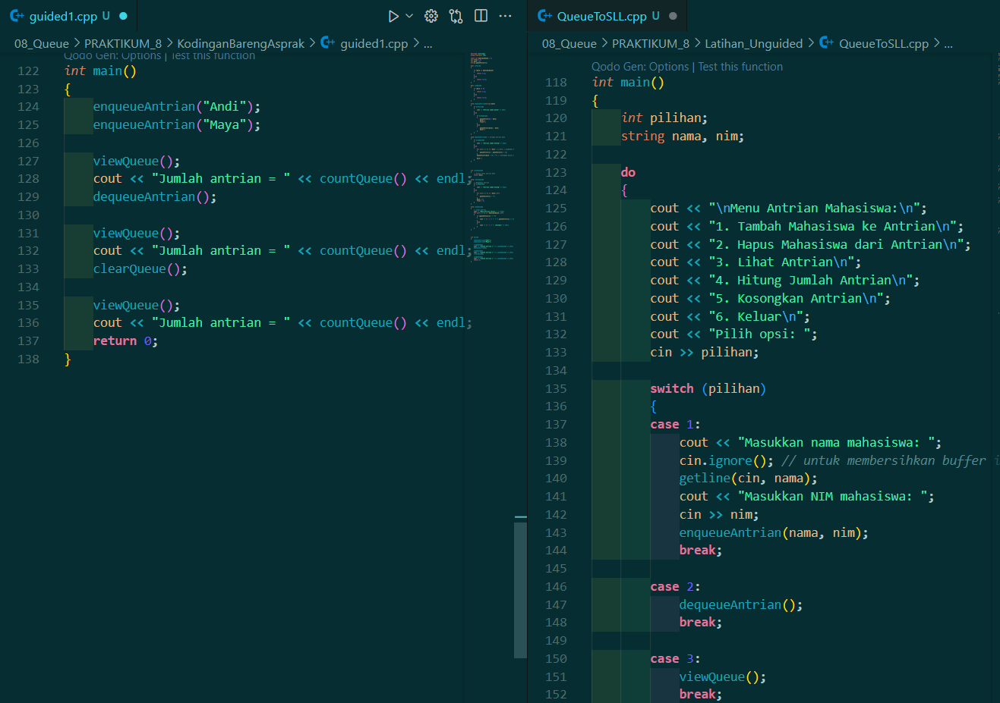 guided1.cpp U
08_Queue > PRAKTIKUM_8 > KodinganBarengAsprak > guided1.cpp > ...
Qodo Gen: Options | Test this function
122 int main()
123 {
124 enqueueAntrian("Andi");
125 enqueueAntrian("Maya");
126
127 viewQueue();
128 cout << "Jumlah antrian = " << countQueue() << endl;
129 dequeueAntrian();
130
131 viewQueue();
132 cout << "Jumlah antrian = " << countQueue() << endl;
133 clearQueue();
134
135 viewQueue();
136 cout << "Jumlah antrian = " << countQueue() << endl;
137 return 0;
138 }
QueueToSLL.cpp U
08_Queue > PRAKTIKUM_8 > Latihan_Unguided > QueueToSLL.cpp > ...
Qodo Gen: Options | Test this function
118 int main()
119 {
120 int pilihan;
121 string nama, nim;
122
123 do
124 {
125 cout << "\nMenu Antrian Mahasiswa:\n";
126 cout << "1. Tambah Mahasiswa ke Antrian\n";
127 cout << "2. Hapus Mahasiswa dari Antrian\n";
128 cout << "3. Lihat Antrian\n";
129 cout << "4. Hitung Jumlah Antrian\n";
130 cout << "5. Kosongkan Antrian\n";
131 cout << "6. Keluar\n";
132 cout << "Pilih opsi: ";
133 cin >> pilihan;
134
135 switch (pilihan)
136 {
137 case 1:
138 cout << "Masukkan nama mahasiswa: ";
139 cin.ignore(); // untuk membersihkan buffer
140 getline(cin, nama);
141 cout << "Masukkan NIM mahasiswa: ";
142 cin >> nim;
143 enqueueAntrian(nama, nim);
144 break;
145
146 case 2:
147 dequeueAntrian();
148 break;
149
150 case 3:
151 viewQueue();
152 break;